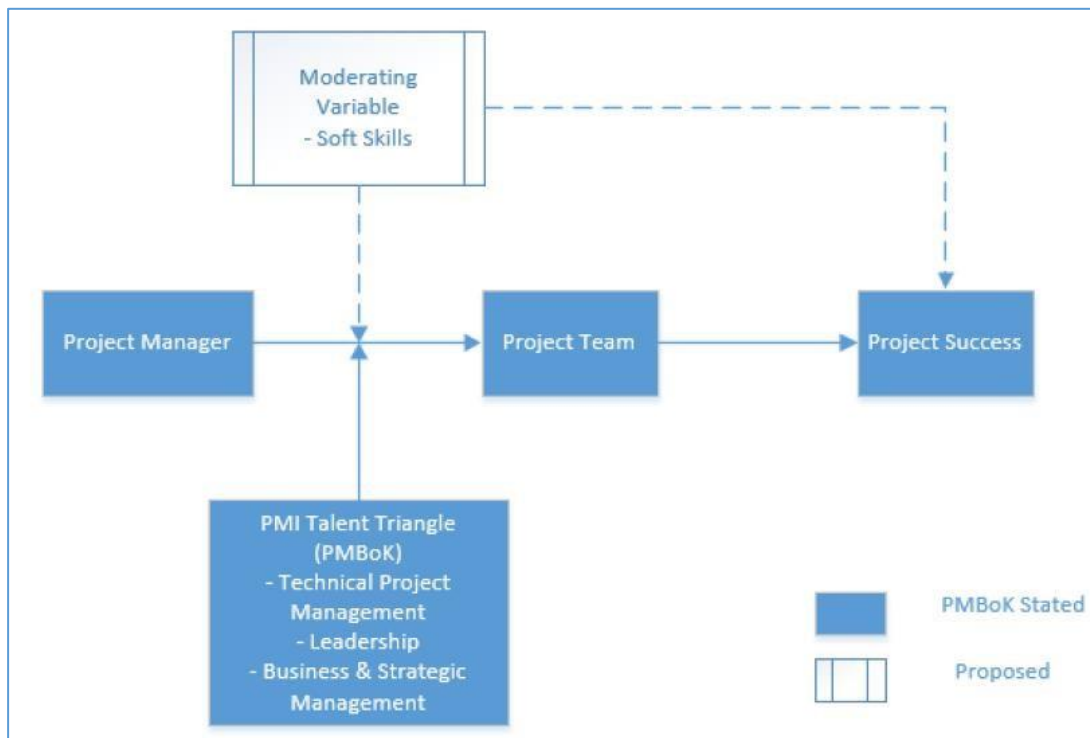 Moderating
Variable
- Soft Skills
Project Manager
Project Team
Project Success
PMI Talent Triangle
(PMBoK)
- Technical Project
Management
- Leadership
- Business & Strategic
Management
PMBoK Stated
Proposed